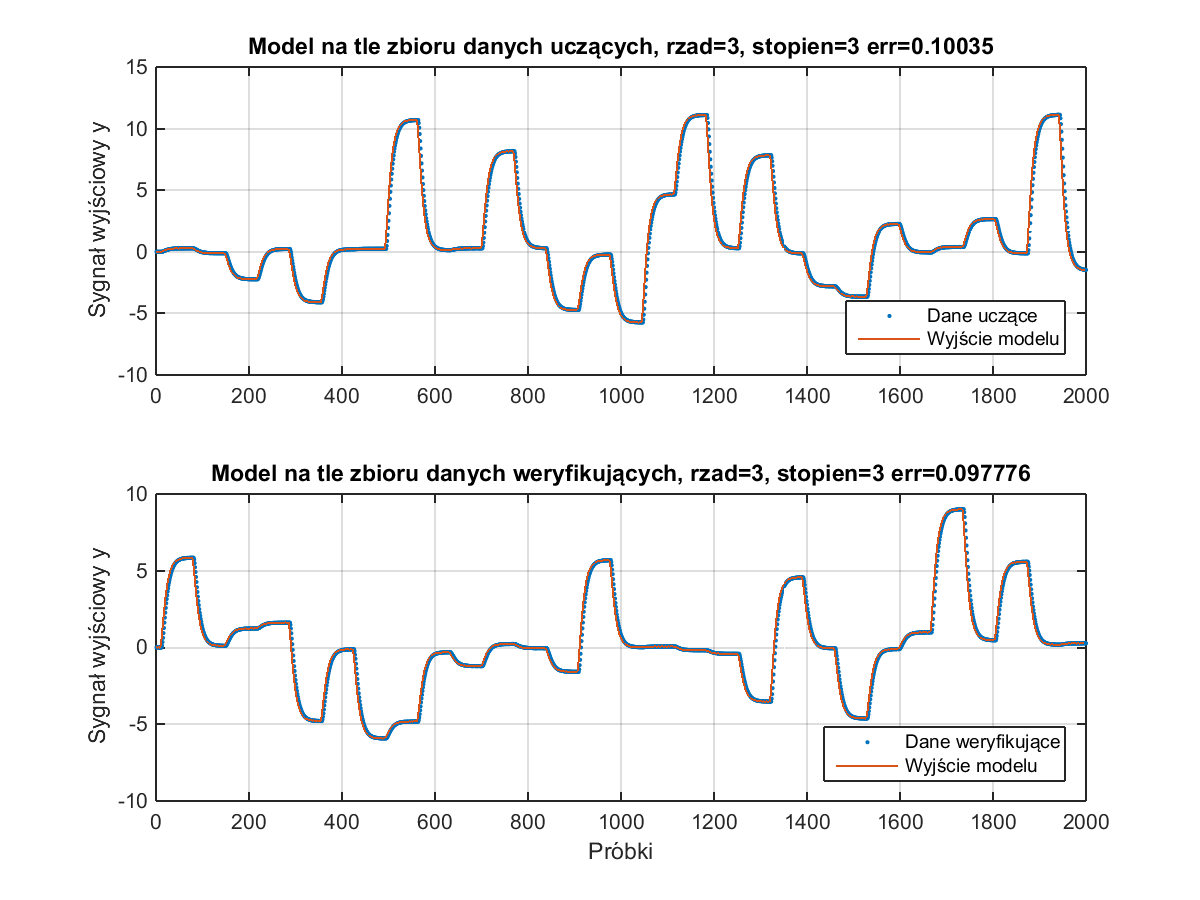 Model na tle zbioru danych uczących, rzad=3, stopien=3 err=0.10035
Sygnał wyjściowy y
15
10
5
0
-5
-10
0 200 400 600 800 1000 1200 1400 1600 1800 2000
Dane uczące
Wyjście modelu
Model na tle zbioru danych weryfikujących, rzad=3, stopien=3 err=0.097776
Sygnał wyjściowy y
10
5
0
-5
-10
0 200 400 600 800 1000 1200 1400 1600 1800 2000
Dane weryfikujące
Wyjście modelu
Próbki